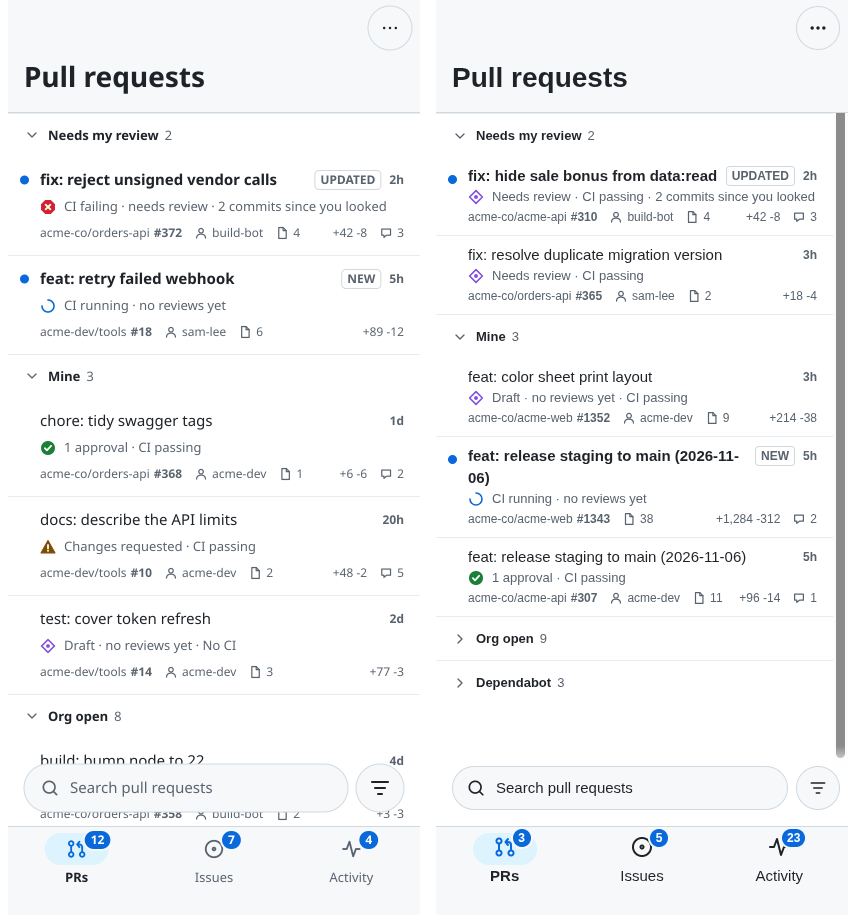 Pull requests
Needs my review 2
fix: reject unsigned vendor calls UPDATED 2h
CI failing · needs review · 2 commits since you looked
acme-co/orders-api #372 build-bot 4 +42 -8 3
feat: retry failed webhook NEW 5h
CI running · no reviews yet
acme-dev/tools #18 sam-lee 6 +89 -12
Mine 3
chore: tidy swagger tags 1d
1 approval · CI passing
acme-co/orders-api #368 acme-dev 1 +6 -6 2
docs: describe the API limits 20h
Changes requested · CI passing
acme-dev/tools #10 acme-dev 2 +48 -2 5
test: cover token refresh 2d
Draft · no reviews yet · No CI
acme-dev/tools #14 acme-dev 3 +77 -3
Org open 8
build: bump node to 22 4d
Search pull requests
acme-co/orders-api #358 build-bot 2 +3 -3
12 7 4
PRs Issues Activity
Pull requests
Needs my review 2
fix: hide sale bonus from data:read UPDATED 2h
Needs review · CI passing · 2 commits since you looked
acme-co/acme-api #310 build-bot 4 +42 -8 3
fix: resolve duplicate migration version 3h
Needs review · CI passing
acme-co/orders-api #365 sam-lee 2 +18 -4
Mine 3
feat: color sheet print layout 3h
Draft · no reviews yet · CI passing
acme-co/acme-web #1352 acme-dev 9 +214 -38
feat: release staging to main (2026-11- NEW 5h
06)
CI running · no reviews yet
acme-co/acme-web #1343 38 +1,284 -312 2
feat: release staging to main (2026-11-06) 5h
1 approval · CI passing
acme-co/acme-api #307 acme-dev 11 +96 -14 1
Org open 9
Dependabot 3
Search pull requests
3 5 23
PRs Issues Activity